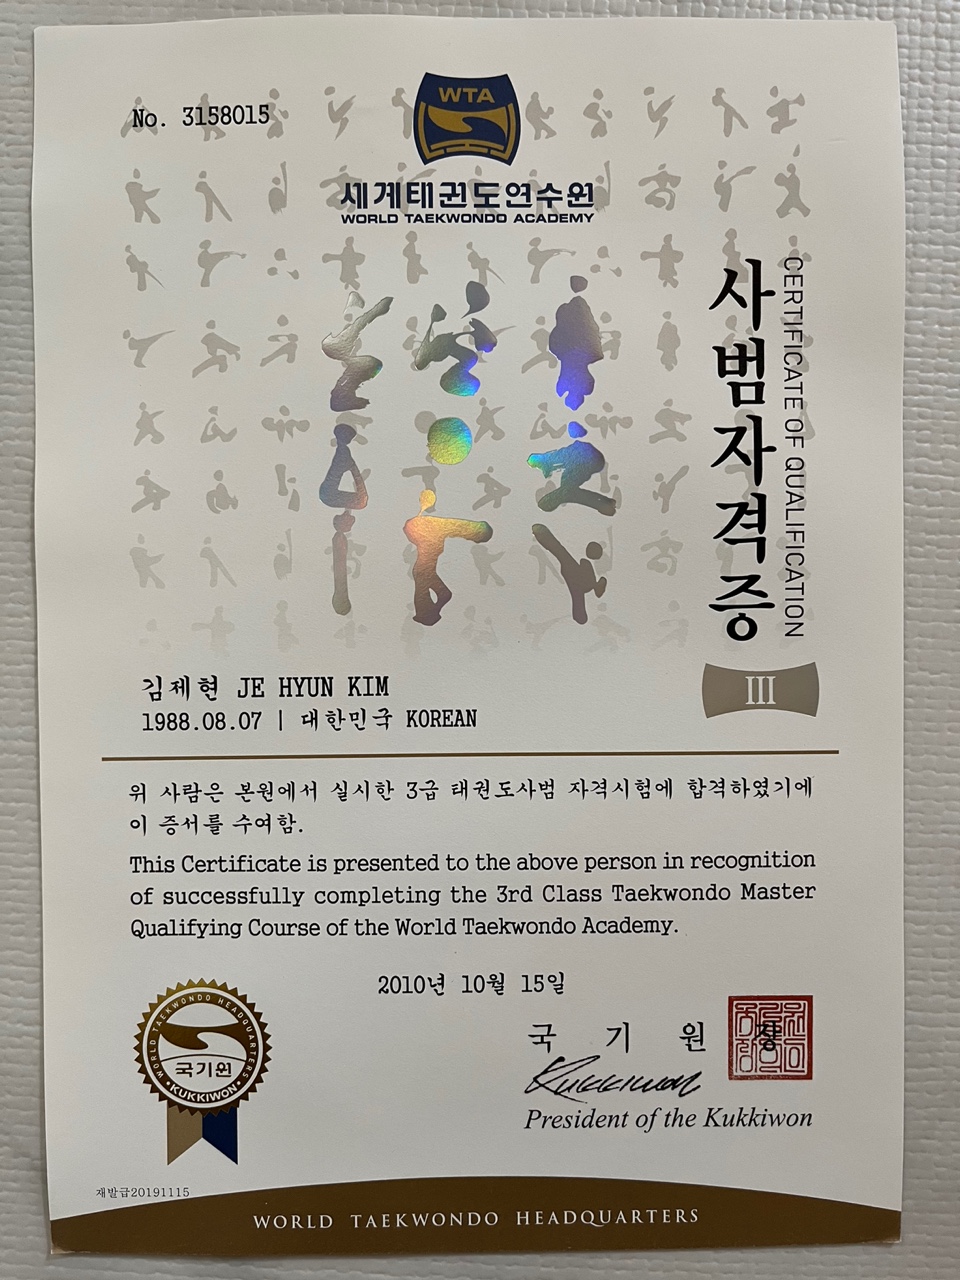 No. 3158015
WTA
세계태권도연수원
WORLD TAEKWONDO ACADEMY
사범자격증
CERTIFICATE OF QUALIFICATION
III
김제현 JE HYUN KIM
1988.08.07 | 대한민국 KOREAN
위 사람은 본원에서 실시한 3급 태권도사범 자격시험에 합격하였기에
이 증서를 수여함.
This Certificate is presented to the above person in recognition
of successfully completing the 3rd Class Taekwondo Master
Qualifying Course of the World Taekwondo Academy.
2010년 10월 15일
국 기 원 장
Kukkiwon
President of the Kukkiwon
WORLD TAEKWONDO HEADQUARTERS
국기원
KUKKIWON
재발급20191115
WORLD TAEKWONDO HEADQUARTERS